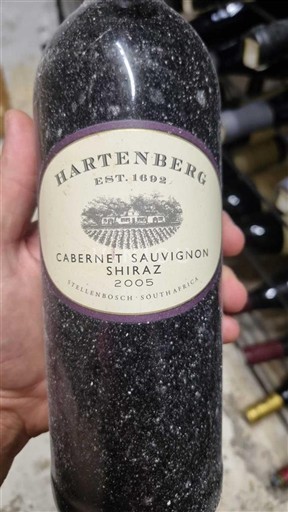 HARTENBERG
EST. 1692
CABERNET SAUVIGNON
SHIRAZ
2005
STELLENBOSCH · SOUTH AFRICA